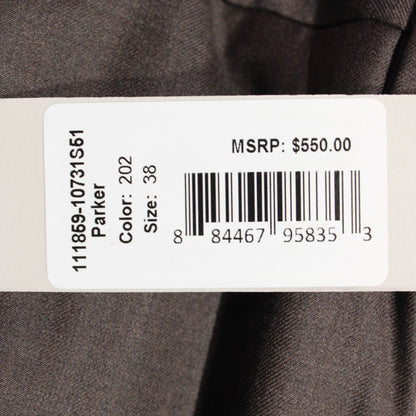 111859-10731S51
Parker
Color: 202
Size: 38
MSRP: $550.00
8 84467 95835 3